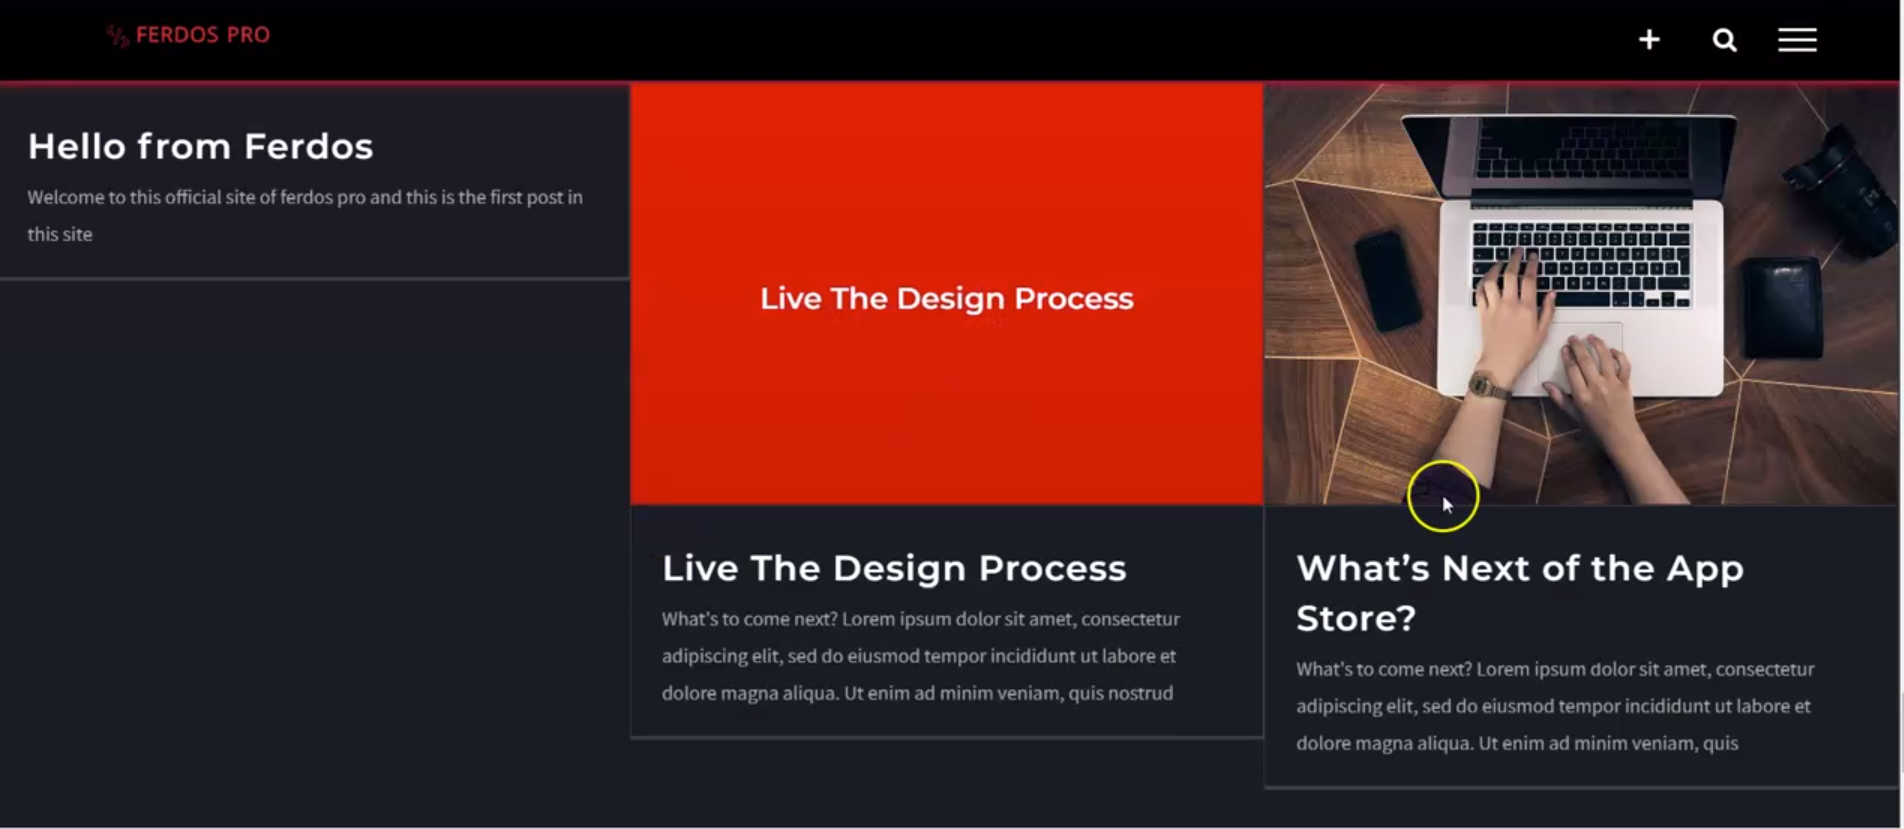 FERDOS PRO
Hello from Ferdos
Welcome to this official site of ferdos pro and this is the first post in
this site
Live The Design Process
Live The Design Process
What's to come next? Lorem ipsum dolor sit amet, consectetur
adipiscing elit, sed do eiusmod tempor incididunt ut labore et
dolore magna aliqua. Ut enim ad minim veniam, quis nostrud
What’s Next of the App
Store?
What's to come next? Lorem ipsum dolor sit amet, consectetur
adipiscing elit, sed do eiusmod tempor incididunt ut labore et
dolore magna aliqua. Ut enim ad minim veniam, quis